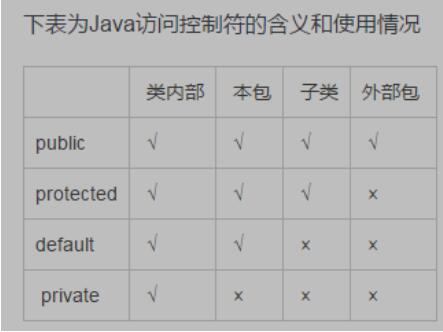 下表为Java访问控制符的含义和使用情况
类内部 本包 子类 外部包
public √ √ √ √
protected √ √ √ ×
default √ √ × ×
private √ × × ×